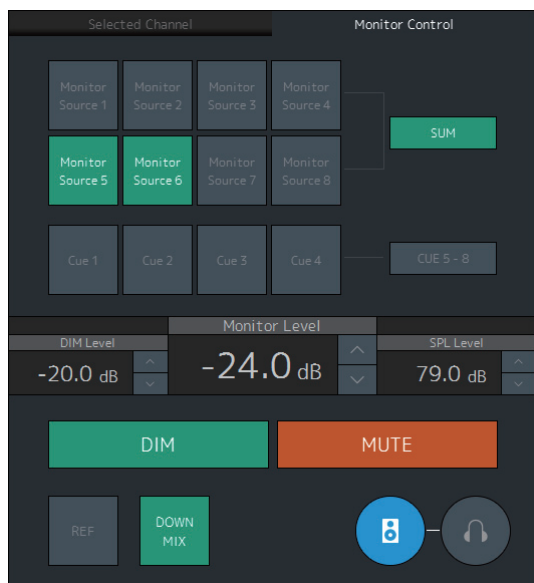 Selected Channel
Monitor Control
Monitor Source 1
Monitor Source 2
Monitor Source 3
Monitor Source 4
SUM
Monitor Source 5
Monitor Source 6
Monitor Source 7
Monitor Source 8
Cue 1
Cue 2
Cue 3
Cue 4
CUE 5 - 8
Monitor Level
DIM Level
SPL Level
-20.0 dB
-24.0 dB
79.0 dB
DIM
MUTE
REF
DOWN
MIX